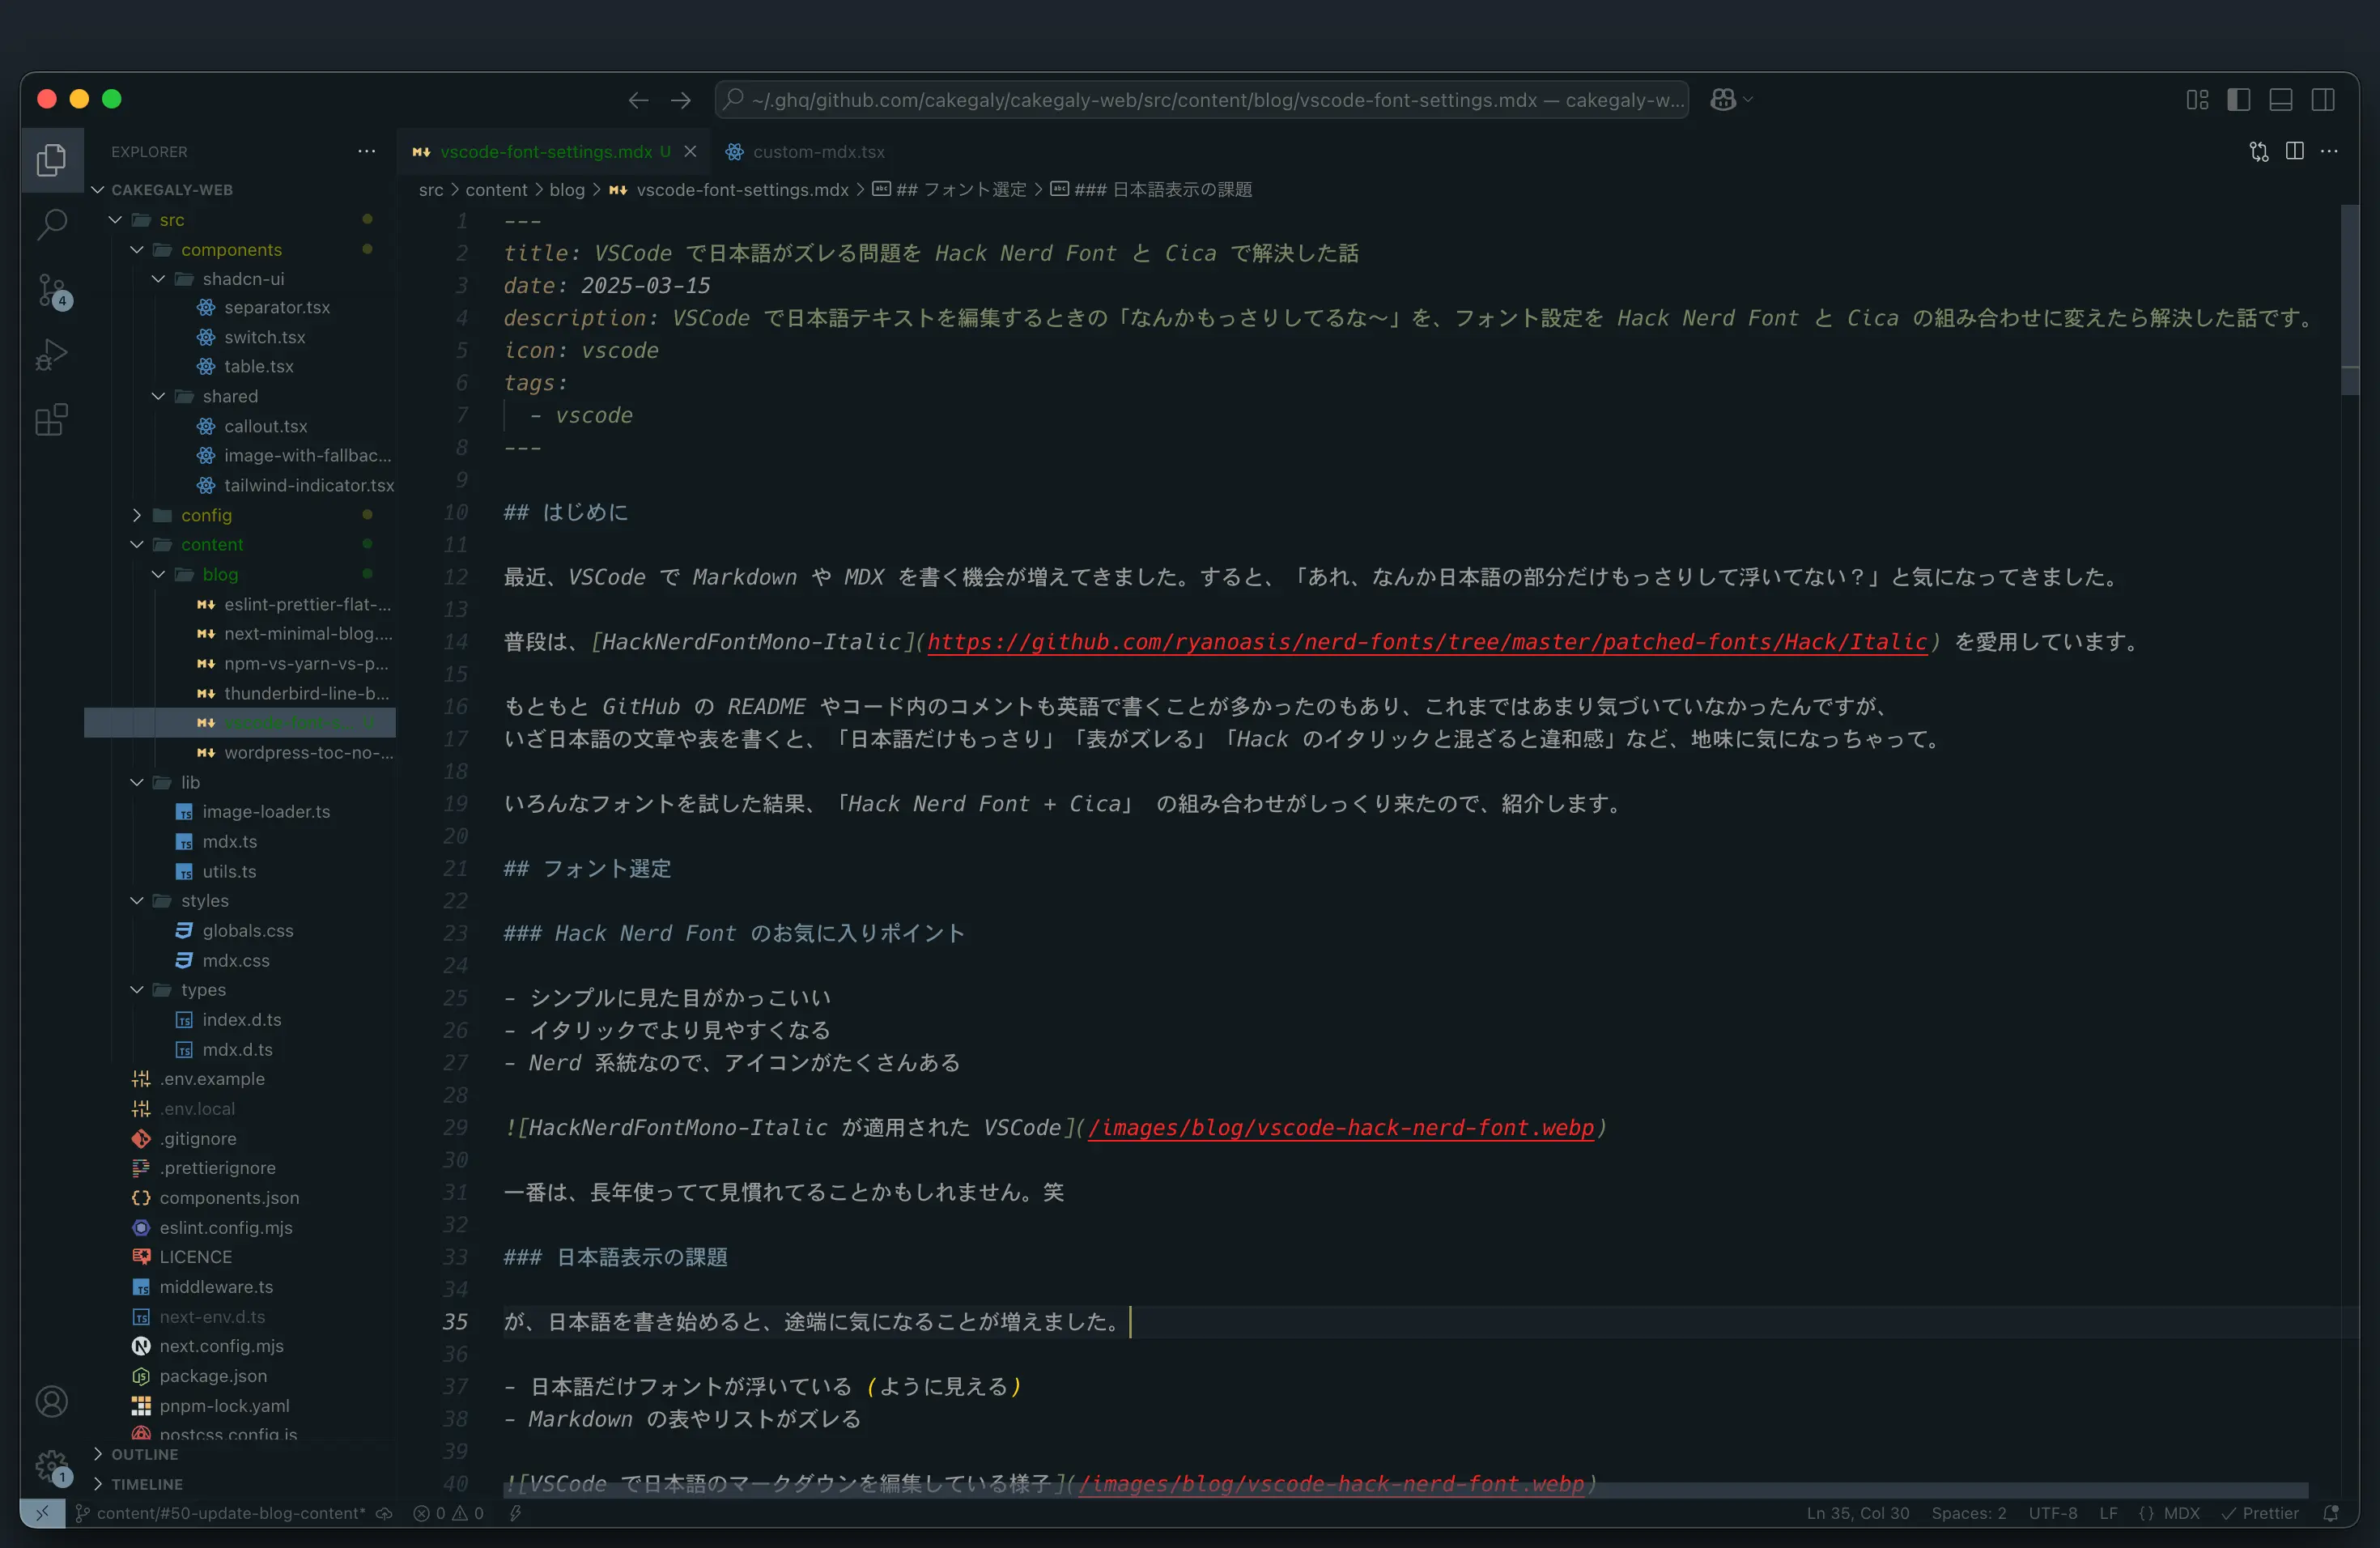 ~/.ghq/github.com/cakegaly/cakegaly-web/src/content/blog/vscode-font-settings.mdx — cakegaly-w...
EXPLORER
CAKEGALY-WEB
src
components
shadcn-ui
separator.tsx
switch.tsx
table.tsx
shared
callout.tsx
image-with-fallbac...
tailwind-indicator.tsx
config
content
blog
eslint-prettier-flat-...
next-minimal-blog....
npm-vs-yarn-vs-p...
thunderbird-line-b...
vscode-font-s... U
wordpress-toc-no-...
lib
image-loader.ts
mdx.ts
utils.ts
styles
globals.css
mdx.css
types
index.d.ts
mdx.d.ts
.env.example
.env.local
.gitignore
.prettierignore
components.json
eslint.config.mjs
LICENCE
middleware.ts
next-env.d.ts
next.config.mjs
package.json
pnpm-lock.yaml
postcss.config.js
OUTLINE
TIMELINE
4
1
vscode-font-settings.mdx U
custom-mdx.tsx
src > content > blog > vscode-font-settings.mdx > ## フォント選定 > ### 日本語表示の課題
1 ---
2 title: VSCode で日本語がズレる問題を Hack Nerd Font と Cica で解決した話
3 date: 2025-03-15
4 description: VSCode で日本語テキストを編集するときの「なんかもっさりしてるな〜」を、フォント設定を Hack Nerd Font と Cica の組み合わせに変えたら解決した話です。
5 icon: vscode
6 tags:
7 - vscode
8 ---
9
10 ## はじめに
11
12 最近、VSCode で Markdown や MDX を書く機会が増えてきました。すると、「あれ、なんか日本語の部分だけもっさりして浮いてない？」と気になってきました。
13
14 普段は、[HackNerdFontMono-Italic](https://github.com/ryanoasis/nerd-fonts/tree/master/patched-fonts/Hack/Italic) を愛用しています。
15
16 もともと GitHub の README やコード内のコメントも英語で書くことが多かったのもあり、これまではあまり気づいていなかったんですが、
17 いざ日本語の文章や表を書くと、「日本語だけもっさり」「表がズレる」「Hack のイタリックと混ざると違和感」など、地味に気になっちゃって。
18
19 いろんなフォントを試した結果、「Hack Nerd Font + Cica」 の組み合わせがしっくり来たので、紹介します。
20
21 ## フォント選定
22
23 ### Hack Nerd Font のお気に入りポイント
24
25 - シンプルに見た目がかっこいい
26 - イタリックでより見やすくなる
27 - Nerd 系統なので、アイコンがたくさんある
28
29 ![HackNerdFontMono-Italic が適用された VSCode](/images/blog/vscode-hack-nerd-font.webp)
30
31 一番は、長年使ってて見慣れてることかもしれません。笑
32
33 ### 日本語表示の課題
34
35 が、日本語を書き始めると、途端に気になることが増えました。
36
37 - 日本語だけフォントが浮いている (ように見える)
38 - Markdown の表やリストがズレる
39
40 ![VSCode で日本語のマークダウンを編集している様子](/images/blog/vscode-hack-nerd-font.webp)
content/#50-update-blog-content* 0 0 Ln 35, Col 30 Spaces: 2 UTF-8 LF {} MDX Prettier